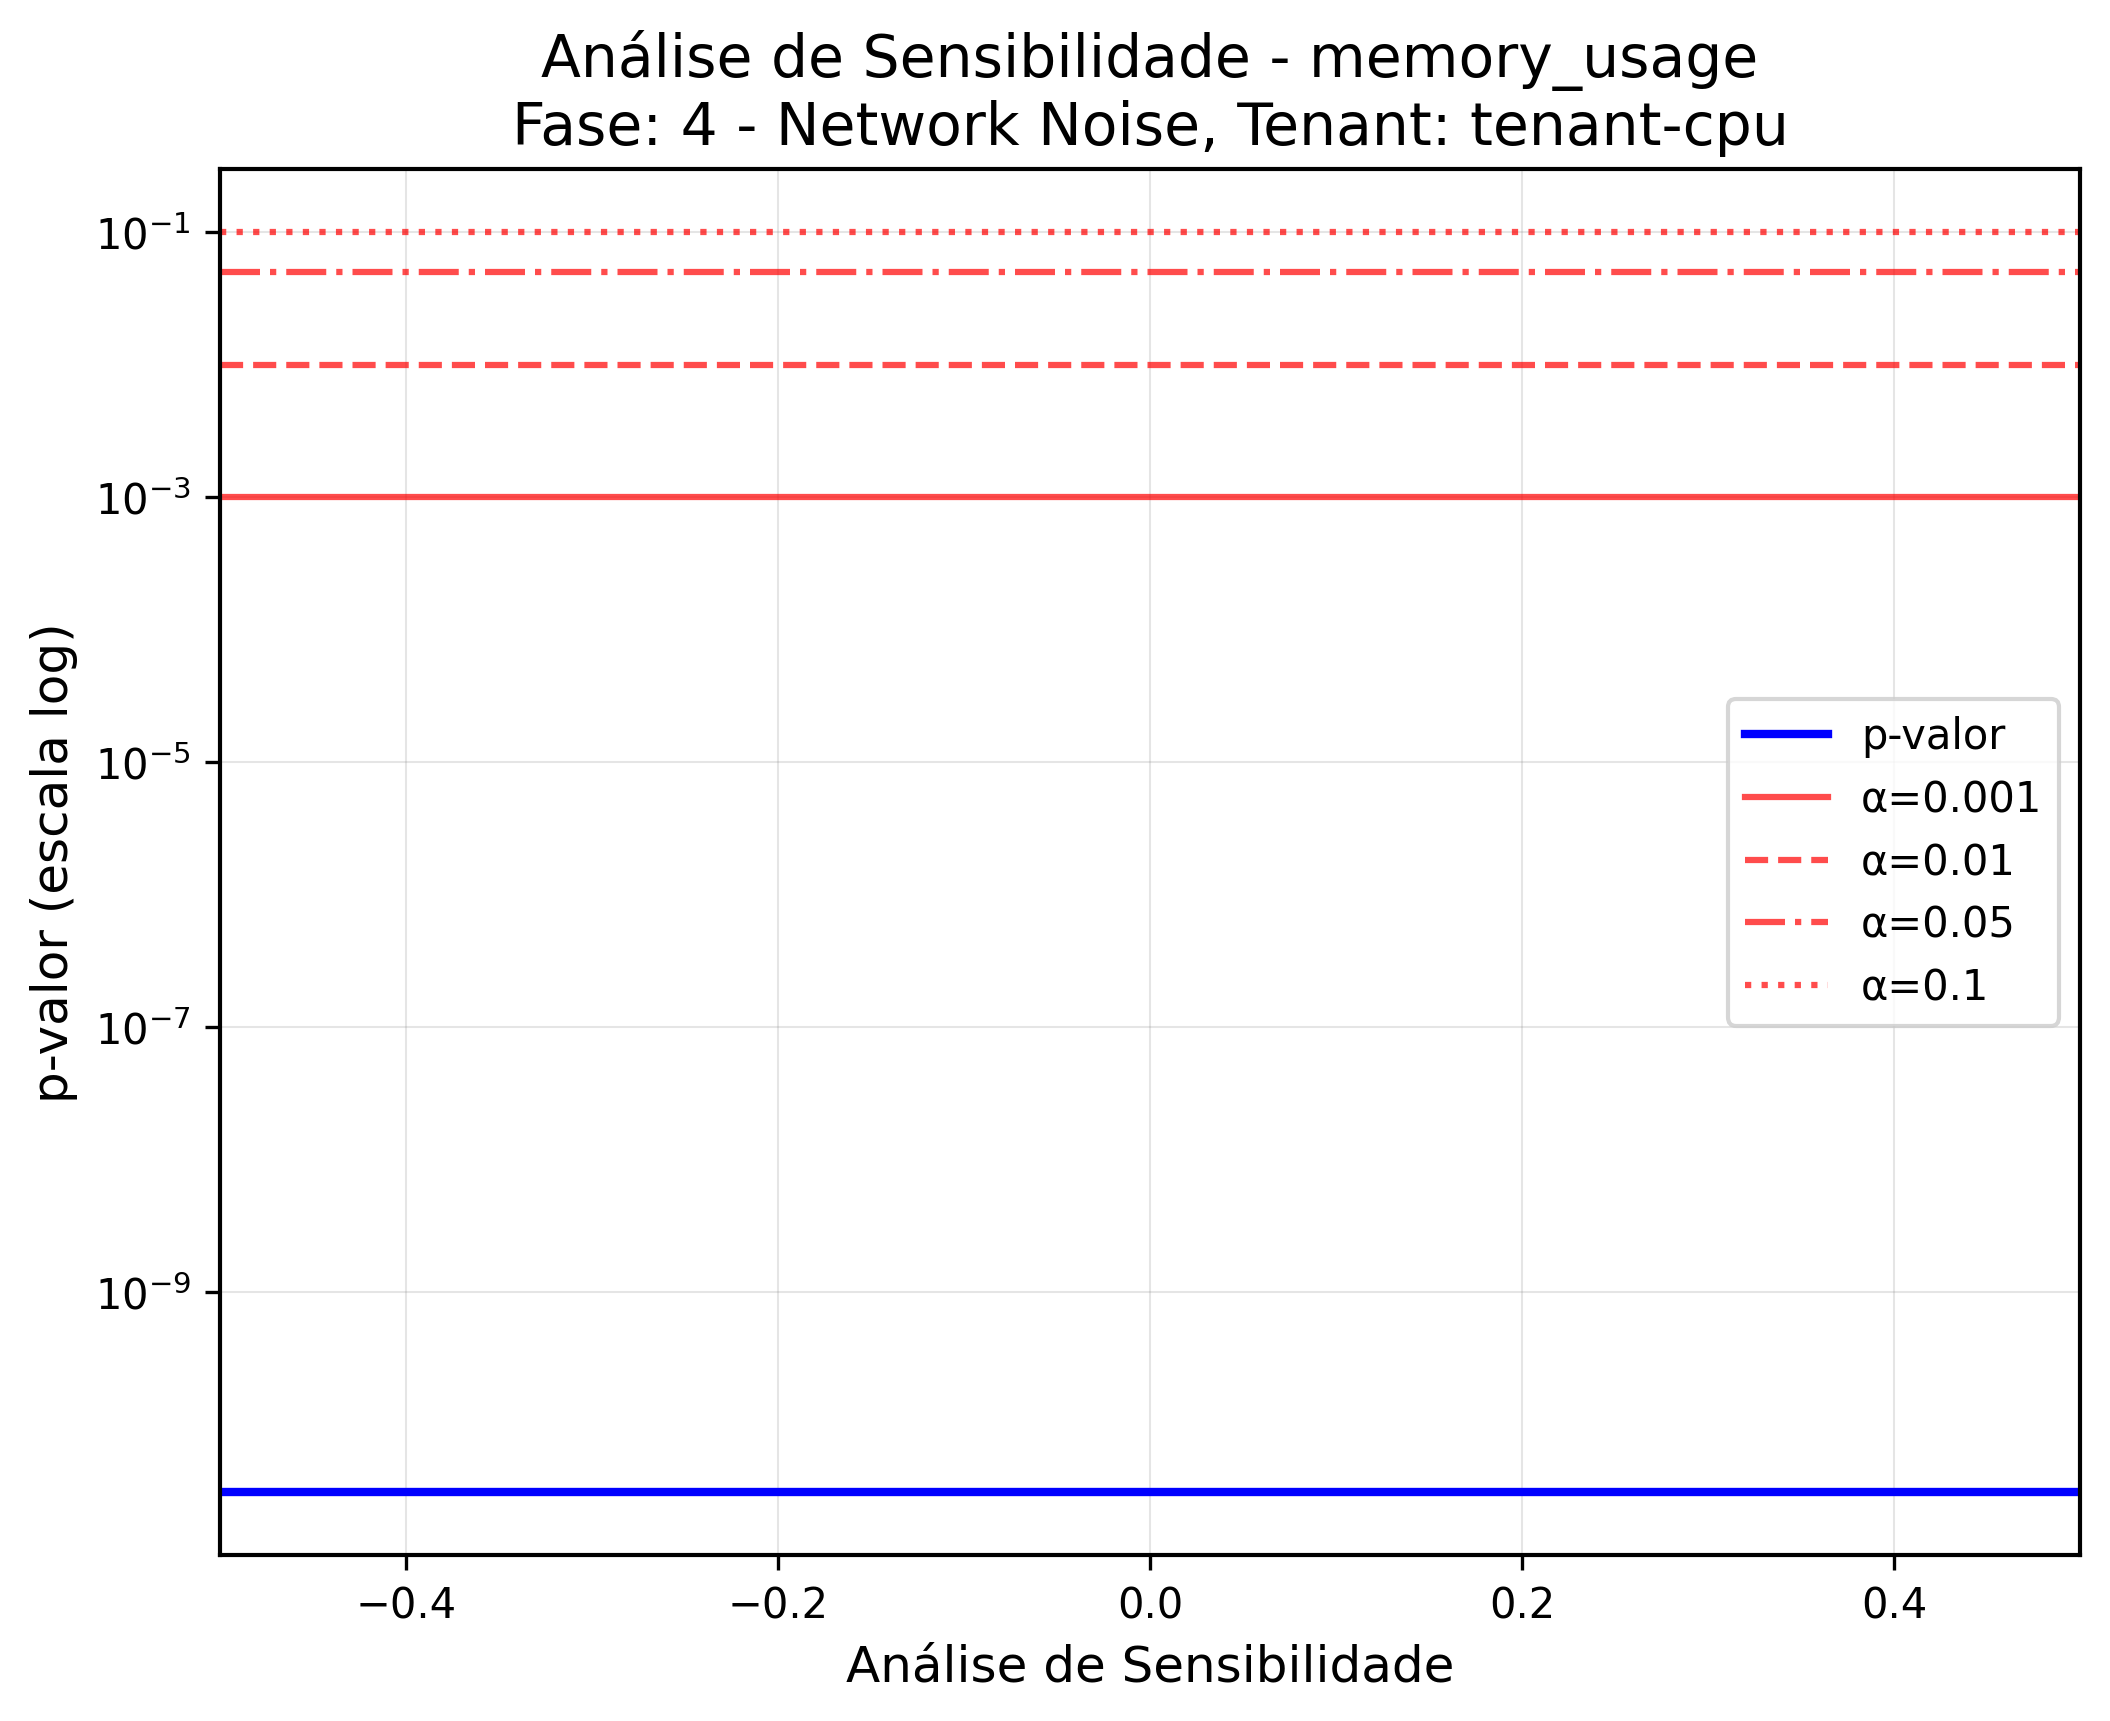 Análise de Sensibilidade - memory_usage
Fase: 4 - Network Noise, Tenant: tenant-cpu
p-valor (escala log)
10⁻¹
10⁻³
10⁻⁵
10⁻⁷
10⁻⁹
p-valor
α=0.001
α=0.01
α=0.05
α=0.1
−0.4
−0.2
0.0
0.2
0.4
Análise de Sensibilidade